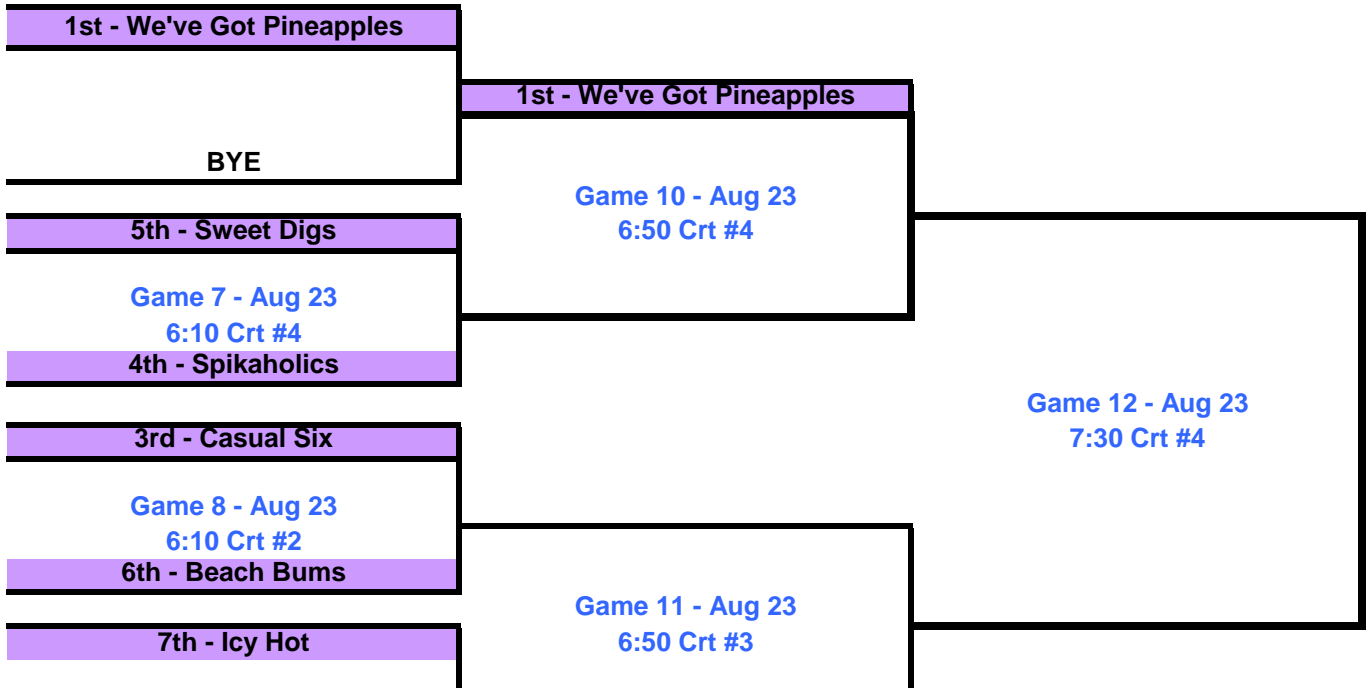 1st - We've Got Pineapples
1st - We've Got Pineapples
BYE
Game 10 - Aug 23
6:50 Crt #4
5th - Sweet Digs
Game 7 - Aug 23
6:10 Crt #4
4th - Spikaholics
Game 12 - Aug 23
7:30 Crt #4
3rd - Casual Six
Game 8 - Aug 23
6:10 Crt #2
6th - Beach Bums
Game 11 - Aug 23
6:50 Crt #3
7th - Icy Hot